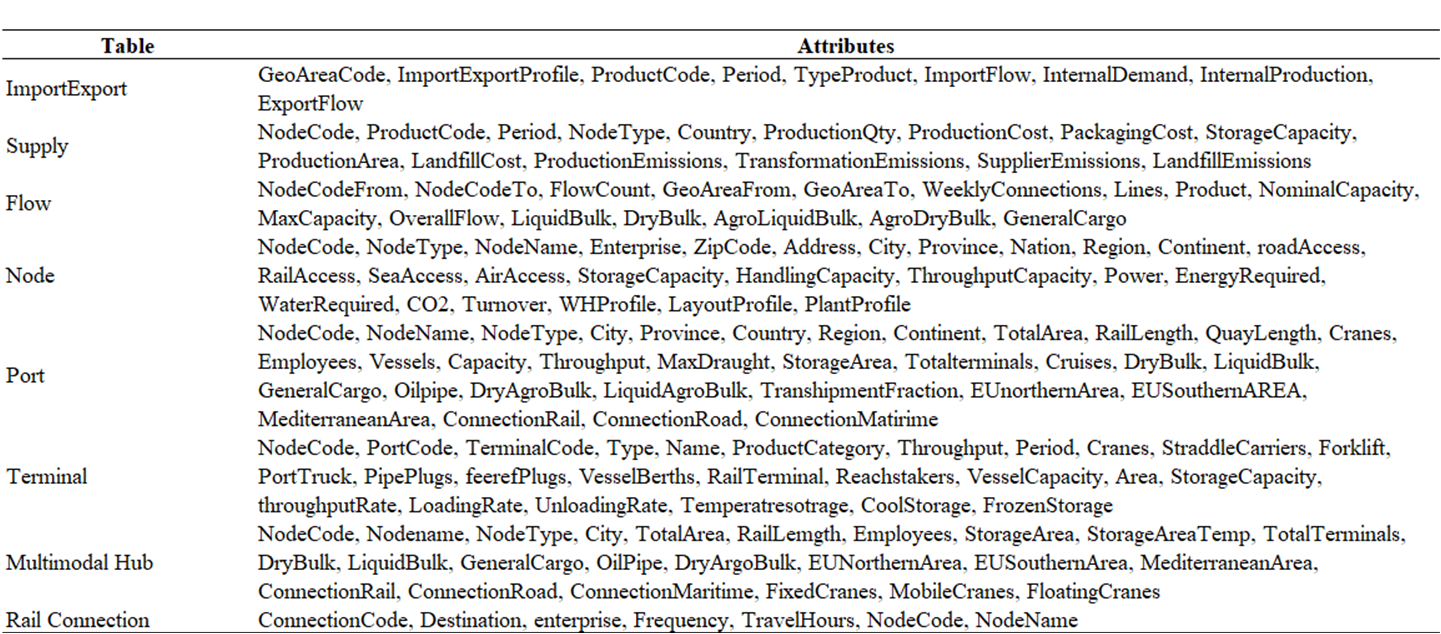 Table Attributes
GeoAreaCode, ImportExportProfile, ProductCode, Period, TypeProduct, ImportFlow, InternalDemand, InternalProduction,
ImportExport
ExportFlow
NodeCode, ProductCode, Period, NodeType, Country, ProductionQty, ProductionCost, PackagingCost, StorageCapacity,
Supply
ProductionArea, LandfillCost, ProductionEmissions, TransformationEmissions, SupplierEmissions, LandfillEmissions
NodeCodeFrom, NodeCodeTo, FlowCount, GeoAreaFrom, GeoAreaTo, WeeklyConnections, Lines, Product, NominalCapacity,
Flow
MaxCapacity, OverallFlow, LiquidBulk, DryBulk, AgroLiquidBulk, AgroDryBulk, GeneralCargo
NodeCode, NodeType, NodeName, Enterprise, ZipCode, Address, City, Province, Nation, Region, Continent, roadAccess,
Node RailAccess, SeaAccess, AirAccess, StorageCapacity, HandlingCapacity, ThroughputCapacity, Power, EnergyRequired,
WaterRequired, CO2, Turnover, WHProfile, LayoutProfile, PlantProfile
NodeCode, NodeName, NodeType, City, Province, Country, Region, Continent, TotalArea, RailLength, QuayLength, Cranes,
Employees, Vessels, Capacity, Throughput, MaxDraught, StorageArea, Totalterminals, Cruises, DryBulk, LiquidBulk,
Port
GeneralCargo, Oilpipe, DryAgroBulk, LiquidAgroBulk, TranshipmentFraction, EUnorthernArea, EUSouthernAREA,
MediterraneanArea, ConnectionRail, ConnectionRoad, ConnectionMatirime
NodeCode, PortCode, TerminalCode, Type, Name, ProductCategory, Throughput, Period, Cranes, StraddleCarriers, Forklift,
Terminal PortTruck, PipePlugs, feerefPlugs, VesselBerths, RailTerminal, Reachstakers, VesselCapacity, Area, StorageCapacity,
throughputRate, LoadingRate, UnloadingRate, Temperatresotrage, CoolStorage, FrozenStorage
NodeCode, Nodename, NodeType, City, TotalArea, RailLemgth, Employees, StorageArea, StorageAreaTemp, TotalTerminals,
Multimodal Hub DryBulk, LiquidBulk, GeneralCargo, OilPipe, DryArgoBulk, EUNorthernArea, EUSouthernArea, MediterraneanArea,
ConnectionRail, ConnectionRoad, ConnectionMaritime, FixedCranes, MobileCranes, FloatingCranes
Rail Connection ConnectionCode, Destination, enterprise, Frequency, TravelHours, NodeCode, NodeName